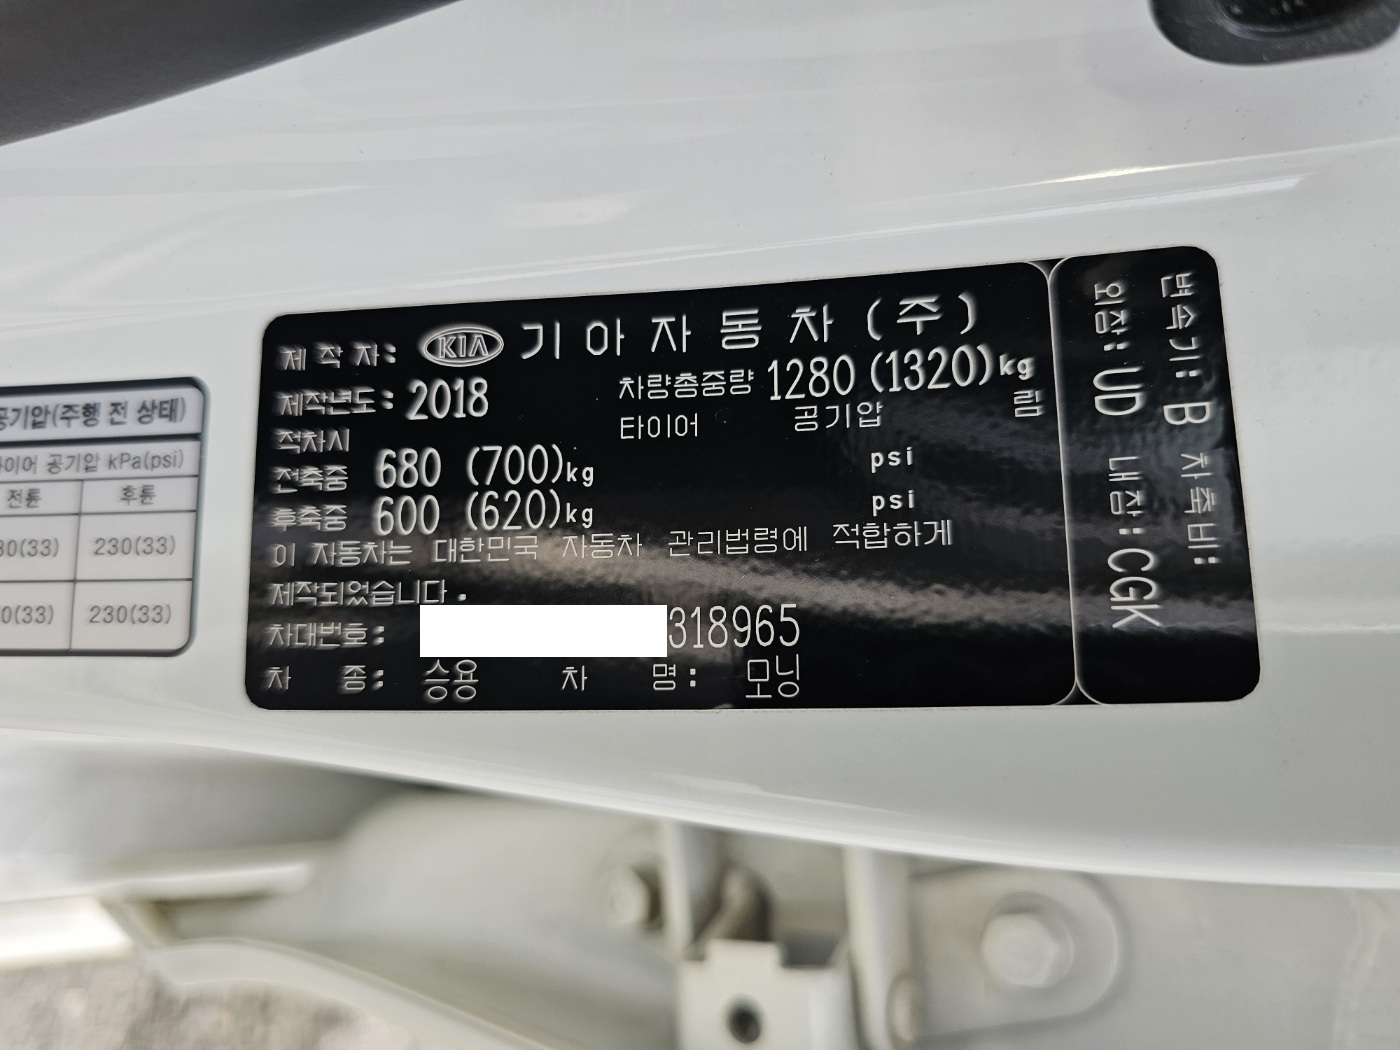 공기압(주행 전 상태)
타이어 공기압 kPa(psi)
전륜 후륜
30(33) 230(33)
0(33) 230(33)
제작자: KIA 기아자동차(주)
제작년도: 2018 차량총중량 1280 (1320)kg
타이어 공기압 림
적차시
전축중 680 (700)kg psi
후축중 600 (620)kg psi
이 자동차는 대한민국 자동차 관리법령에 적합하게
제작되었습니다.
차대번호: 318965
차 종: 승용 차 명: 모닝
변속기: B 차축비:
외장: UD 내장: CGK